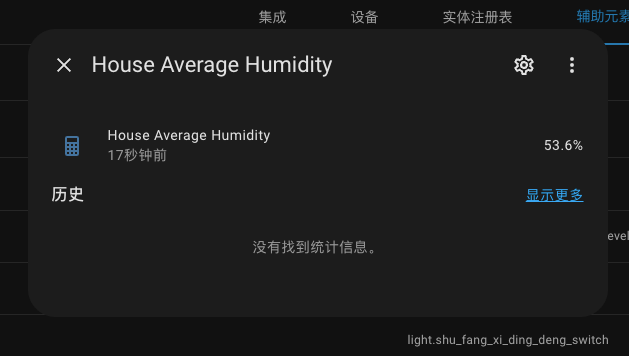 集成 设备 实体注册表 辅助元素
House Average Humidity
House Average Humidity
17秒钟前
53.6%
历史 显示更多
没有找到统计信息。
evel
light.shu_fang_xi_ding_deng_switch